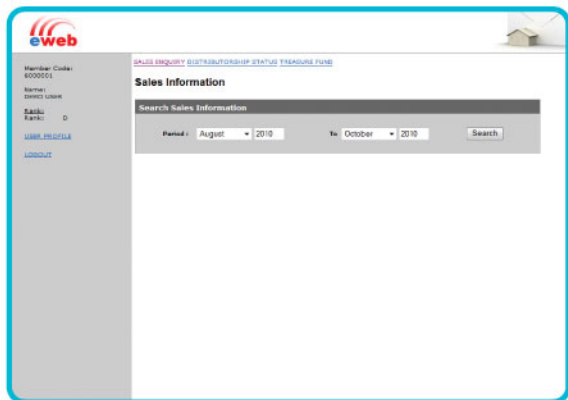 eweb
Member Code:
6000001
Name:
DEMO USER
Rank:
Rank: 0
USER PROFILE
LOGOUT
SALES ENQUIRY DISTRIBUTORSHIP STATUS TREASURE FUND
Sales Information
Search Sales Information
Period : August 2010 To October 2010 Search